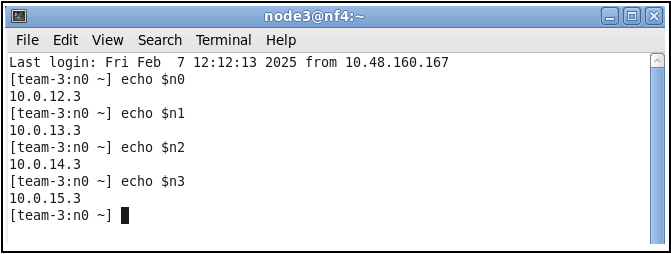 node3@nf4:~
File Edit View Search Terminal Help
Last login: Fri Feb  7 12:12:13 2025 from 10.48.160.167
[team-3:n0 ~] echo $n0
10.0.12.3
[team-3:n0 ~] echo $n1
10.0.13.3
[team-3:n0 ~] echo $n2
10.0.14.3
[team-3:n0 ~] echo $n3
10.0.15.3
[team-3:n0 ~]